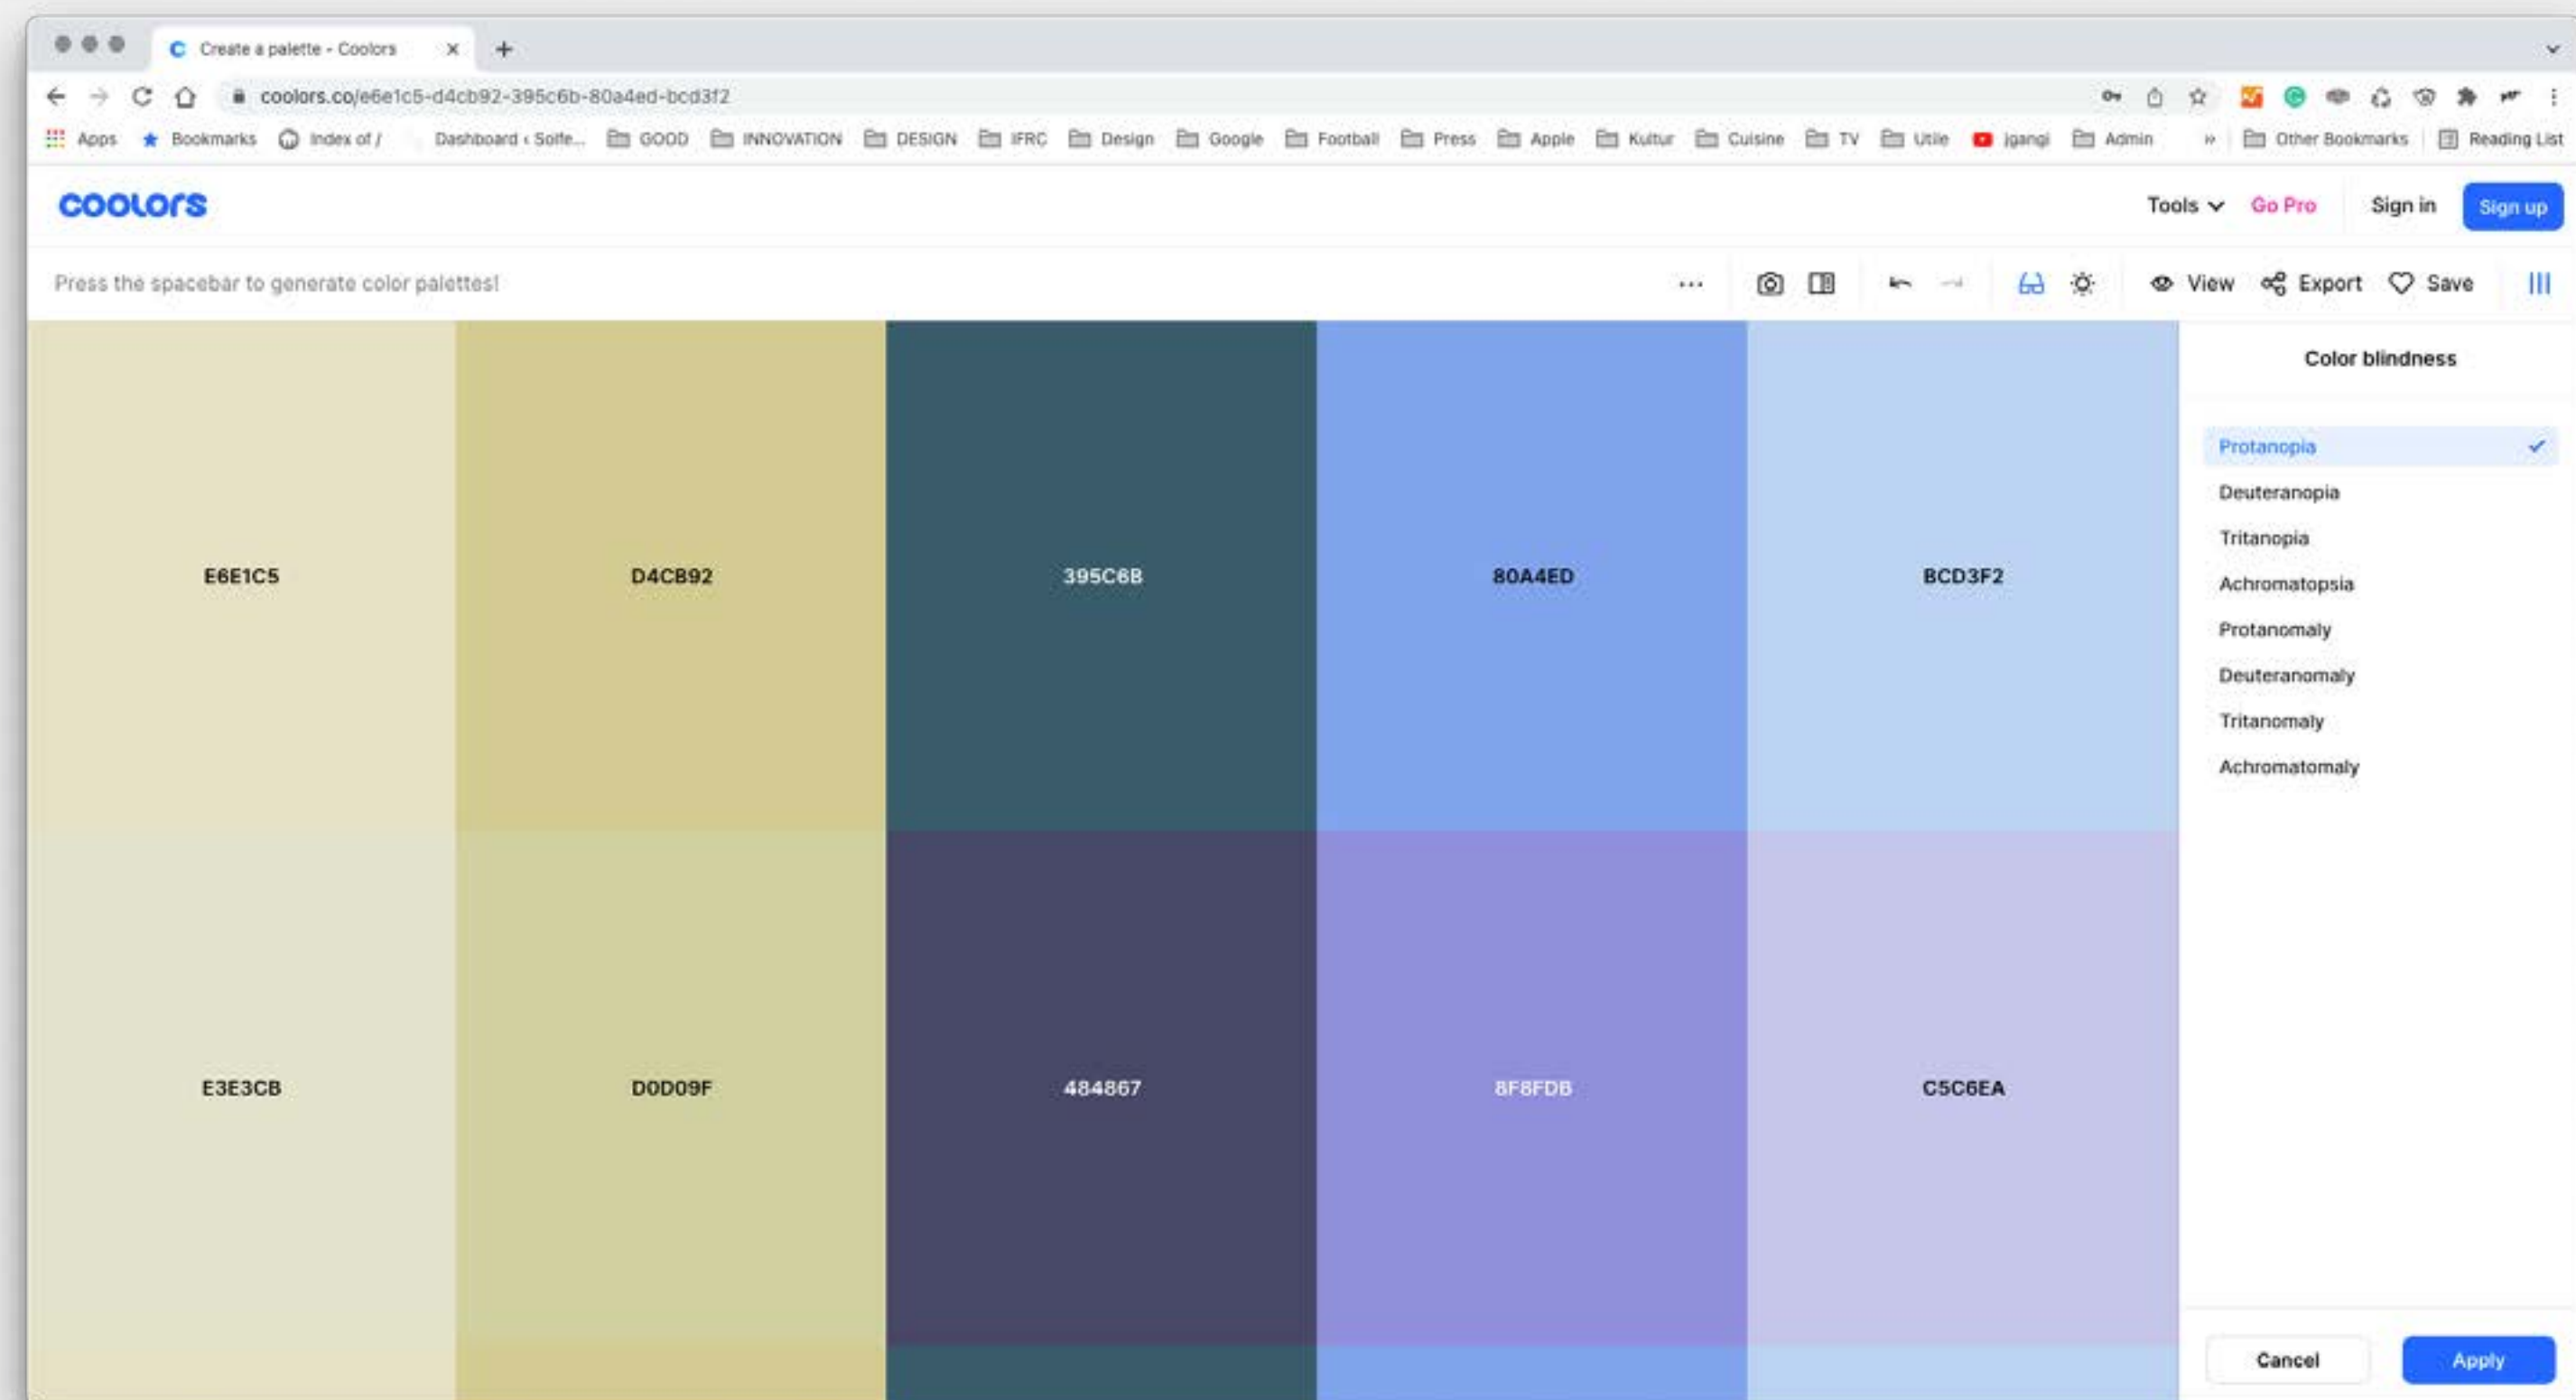 Create a palette - Coolors
coolors.co/e6e1c5-d4cb92-395c6b-80a4ed-bcd3f2
Apps Bookmarks Index of / Dashboard ‹ Solfe... GOOD INNOVATION DESIGN IFRC Design Google Football Press Apple Kultur Cuisine TV Utile jgangi Admin » Other Bookmarks Reading List
coolors Tools Go Pro Sign in Sign up
Press the spacebar to generate color palettes! ... View Export Save
Color blindness
Protanopia
Deuteranopia
Tritanopia
Achromatopsia
Protanomaly
Deuteranomaly
Tritanomaly
Achromatomaly
E6E1C5 D4CB92 395C6B 80A4ED BCD3F2
E3E3CB D0D09F 484867 8F8FDB C5C6EA
Cancel Apply